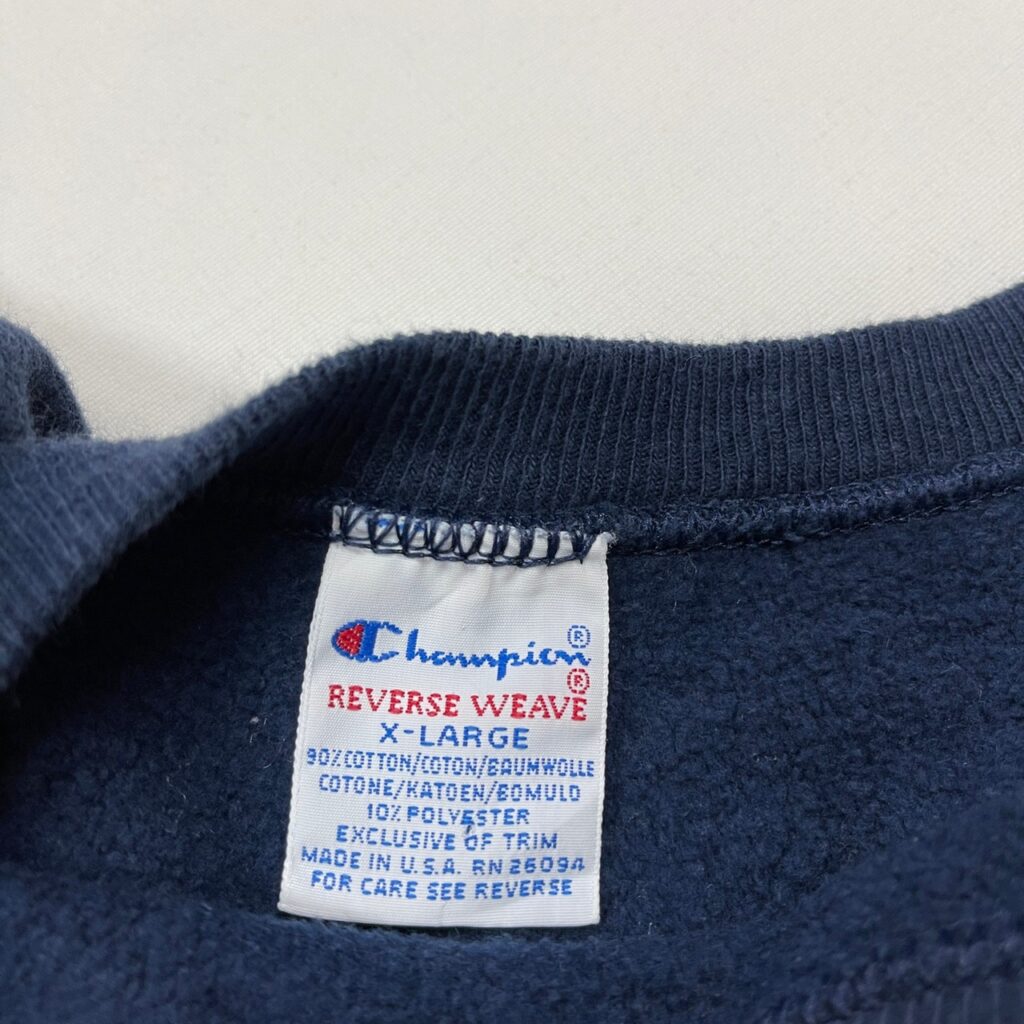 Champion®
REVERSE WEAVE®
X-LARGE
90% COTTON/COTON/BAUMWOLLE
COTONE/KATOEN/BOMULD
10% POLYESTER
EXCLUSIVE OF TRIM
MADE IN U.S.A. RN 26094
FOR CARE SEE REVERSE